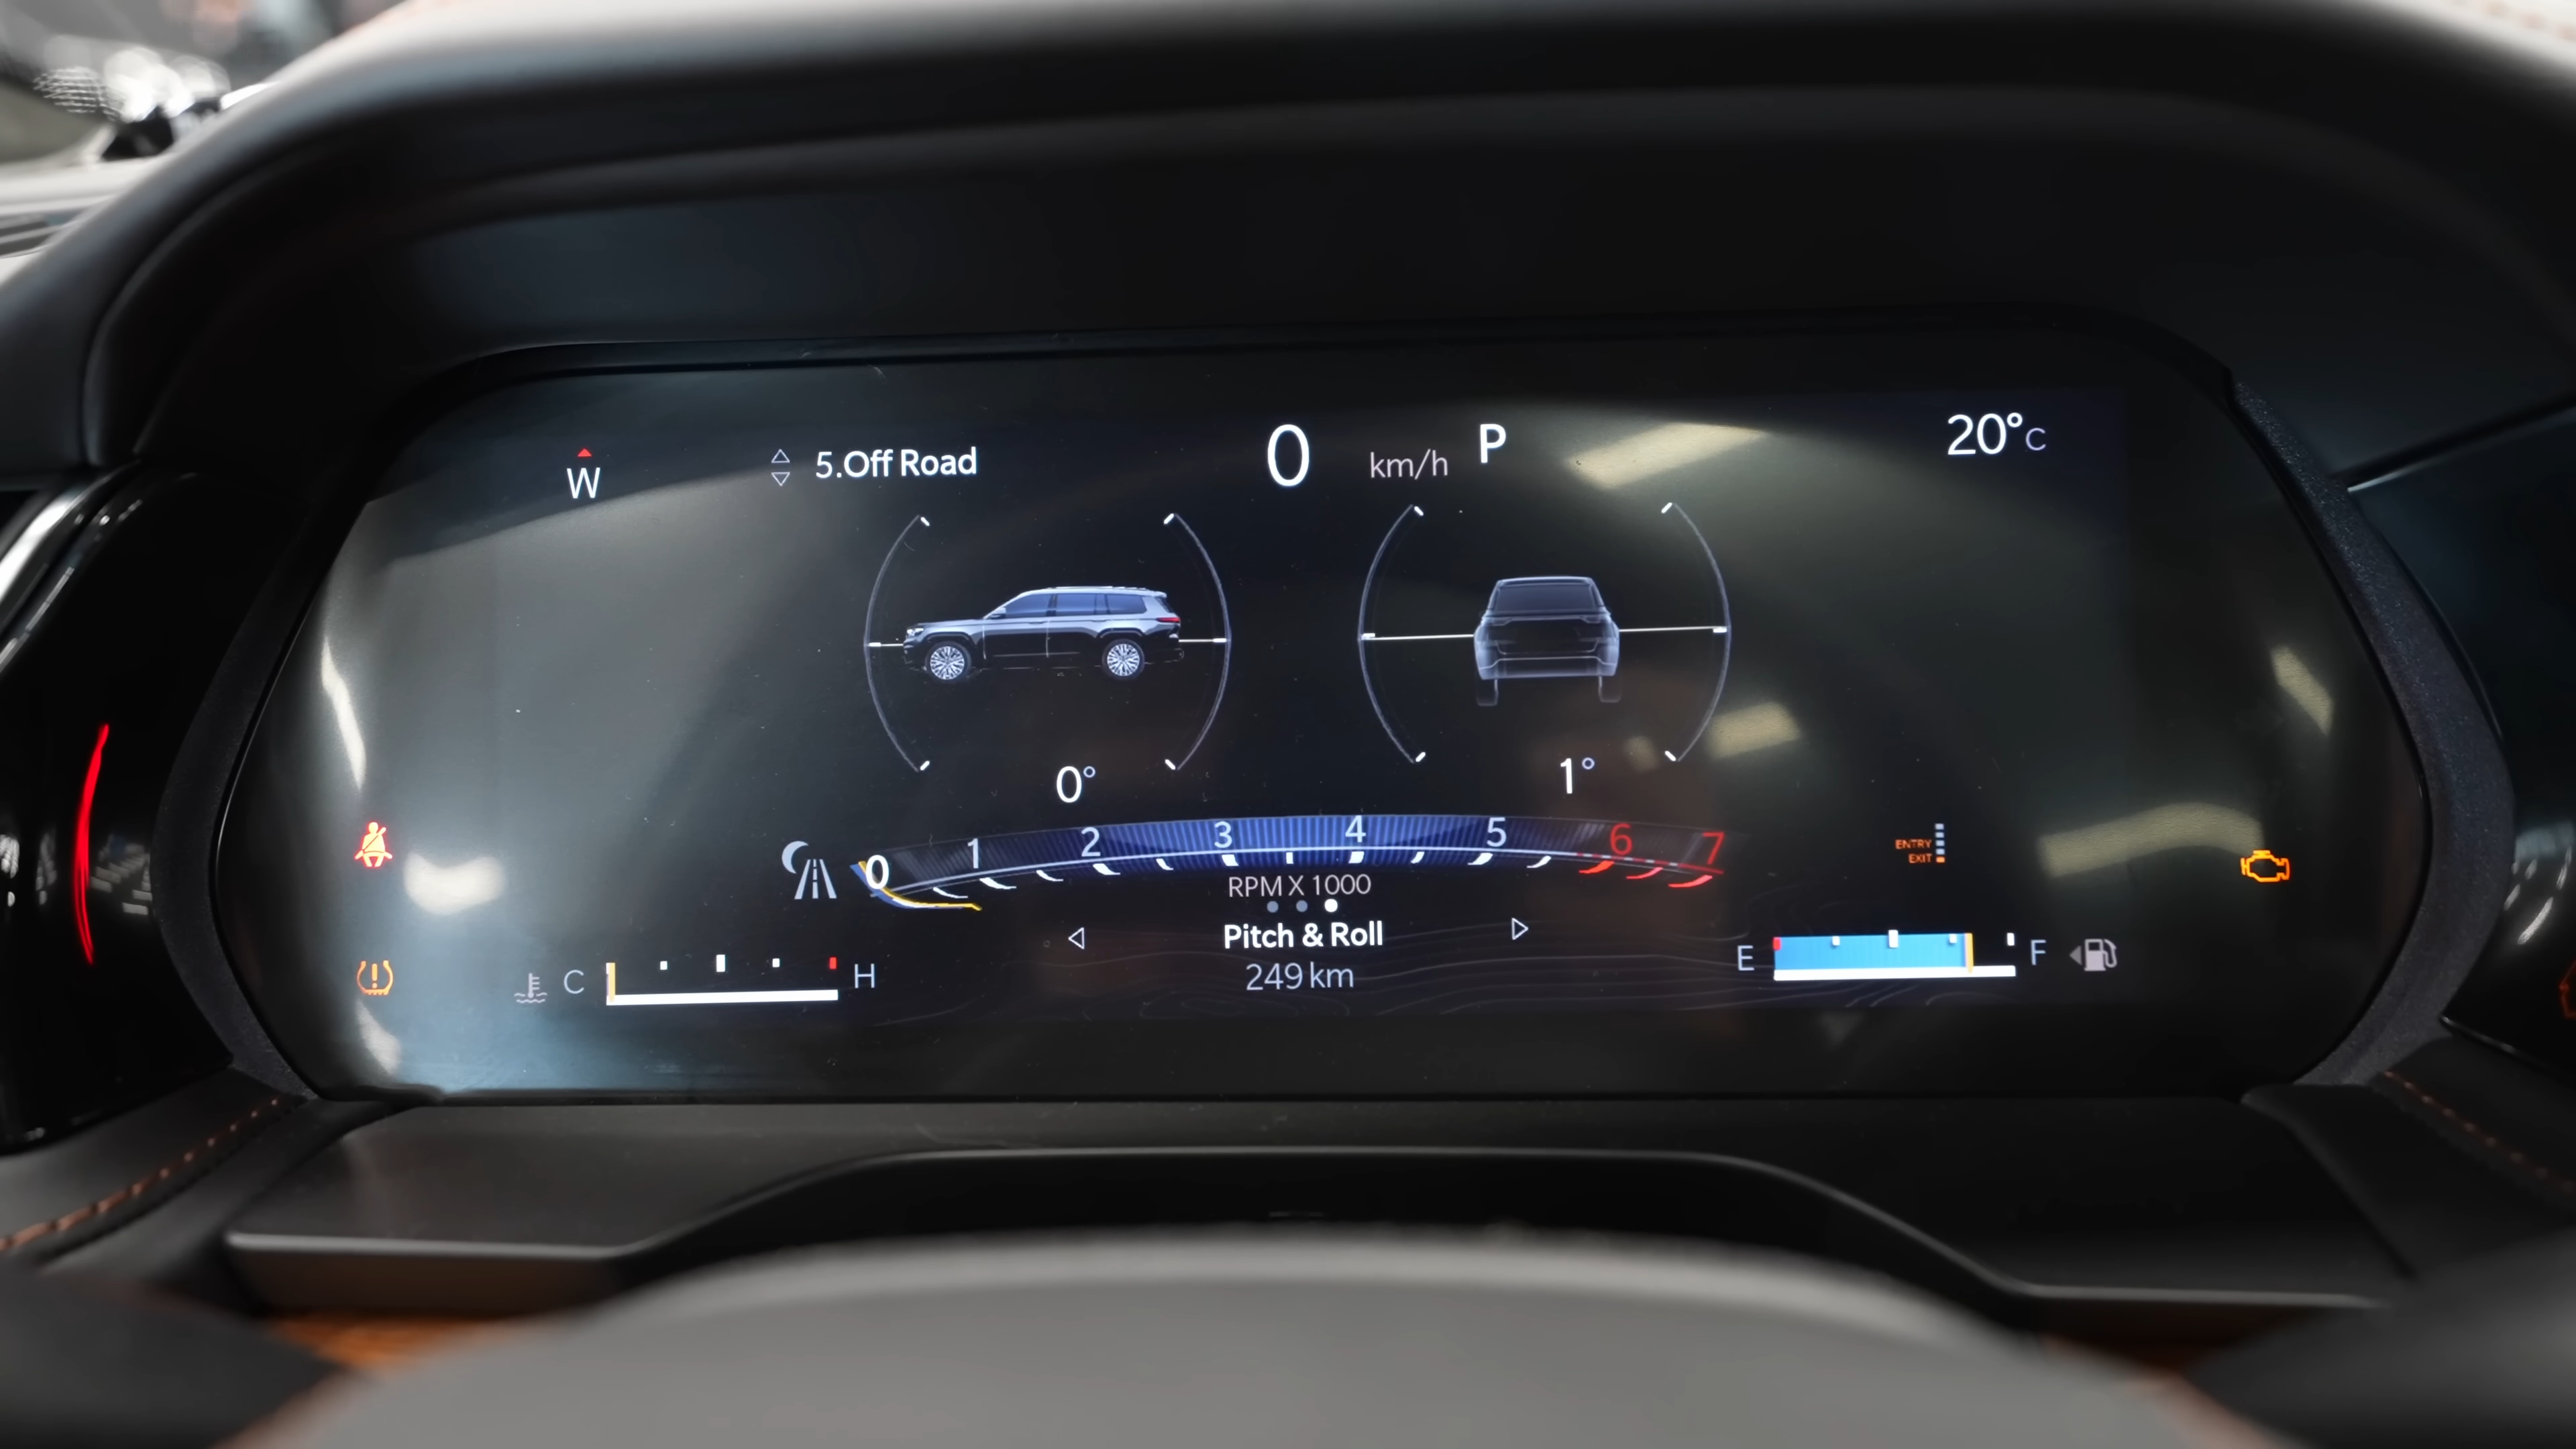 W
5.Off Road
0 km/h P
20°C
0°
1°
0 1 2 3 4 5 6 7
RPM X 1000
ENTRY
EXIT
Pitch & Roll
249 km
C H
E F